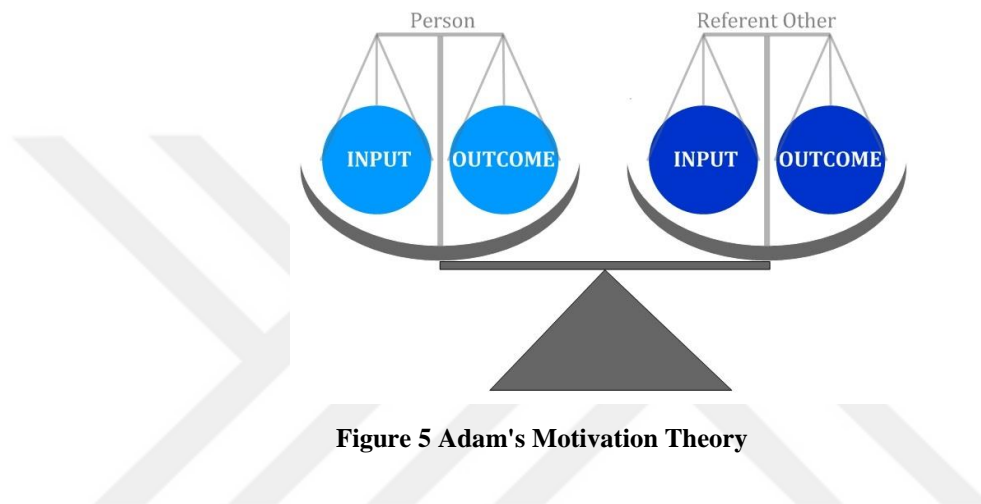 Person
Referent Other
INPUT
OUTCOME
INPUT
OUTCOME
Figure 5 Adam's Motivation Theory